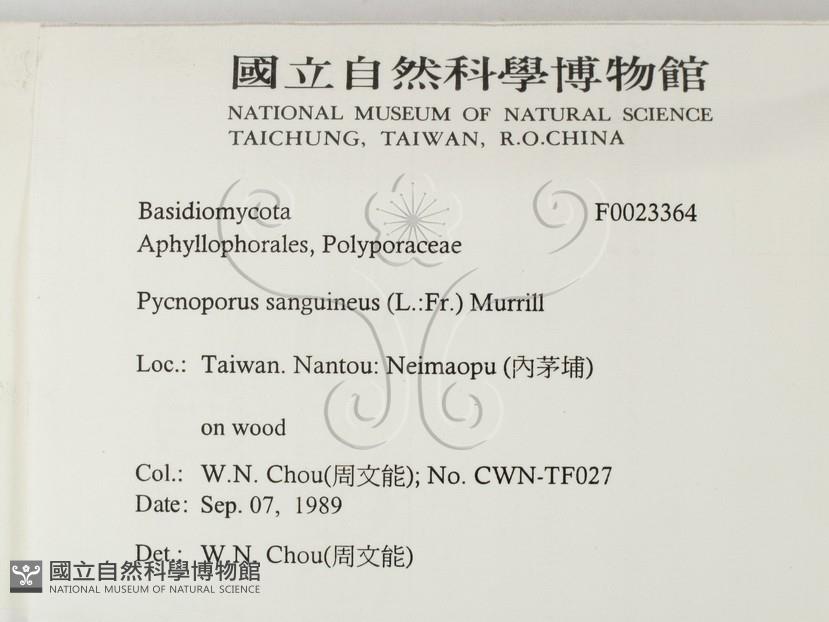 國立自然科學博物館
NATIONAL MUSEUM OF NATURAL SCIENCE
TAICHUNG, TAIWAN, R.O.CHINA
Basidiomycota F0023364
Aphyllophorales, Polyporaceae
Pycnoporus sanguineus (L.:Fr.) Murrill
Loc.: Taiwan. Nantou: Neimaopu (內茅埔)
on wood
Col.: W.N. Chou(周文能); No. CWN-TF027
Date: Sep. 07, 1989
Det.: W.N. Chou(周文能)
國立自然科學博物館
NATIONAL MUSEUM OF NATURAL SCIENCE